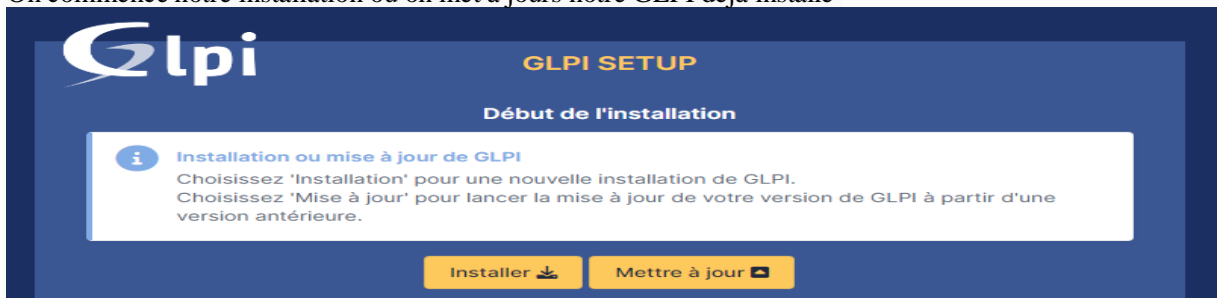 On commence notre installation ou on met à jours notre GLPI déjà installé
Glpi
GLPI SETUP
Début de l'installation
Installation ou mise à jour de GLPI
Choisissez 'Installation' pour une nouvelle installation de GLPI.
Choisissez 'Mise à jour' pour lancer la mise à jour de votre version de GLPI à partir d'une
version antérieure.
Installer
Mettre à jour